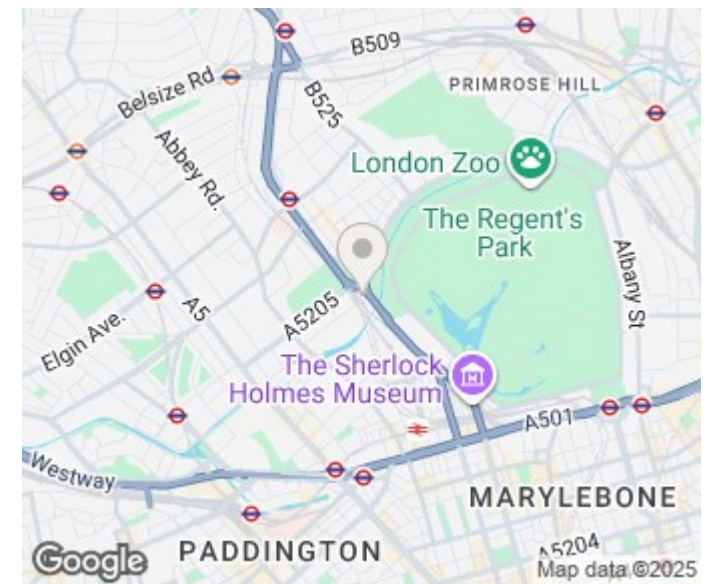 B509
PRIMROSE HILL
Belsize Rd
B525
Abbey Rd.
London Zoo
The Regent's
Park
Albany St
A5205
A5
Elgin Ave.
The Sherlock
Holmes Museum
A501
Westway
MARYLEBONE
PADDINGTON
A5204
Google
Map data ©2025